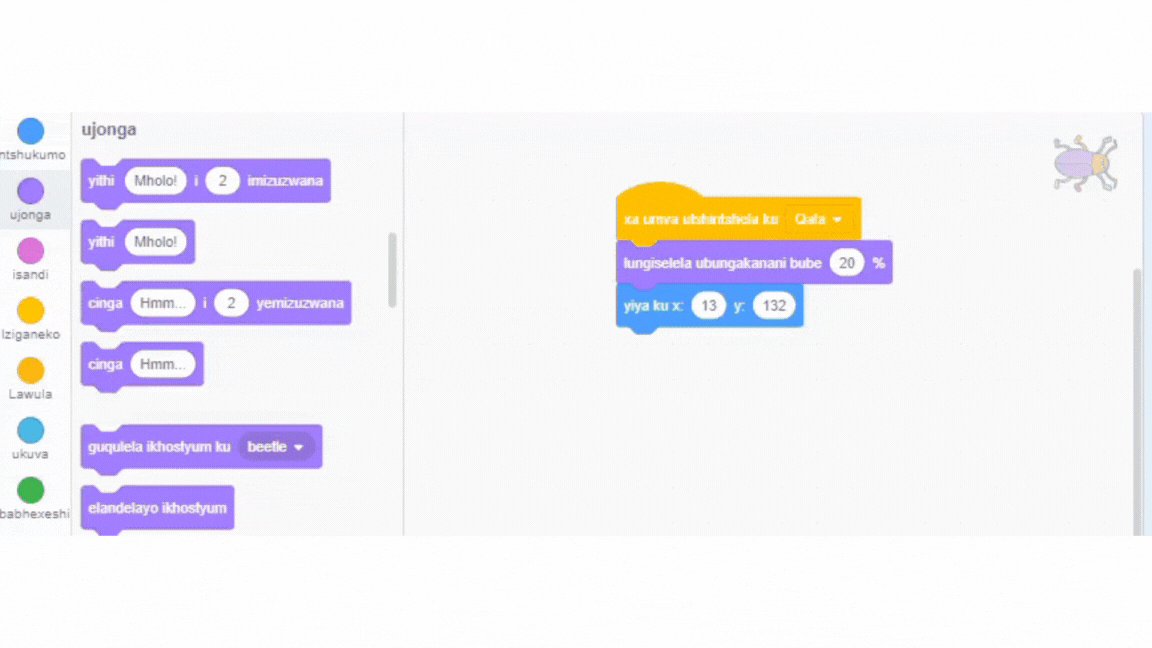 ujonga
ntshukumo
ujonga
isandi
Iziganeko
Lawula
ukuva
babhexeshi
yithi Mholo! i 2 imizuzwana
yithi Mholo!
cinga Hmm... i 2 yemizuzwana
cinga Hmm...
guqulela ikhostyum ku beetle
elandelayo ikhostyum
xa umva utshintshela ku Qala
lungiselela ubungakanani bube 20 %
yiya ku x: 13 y: 132